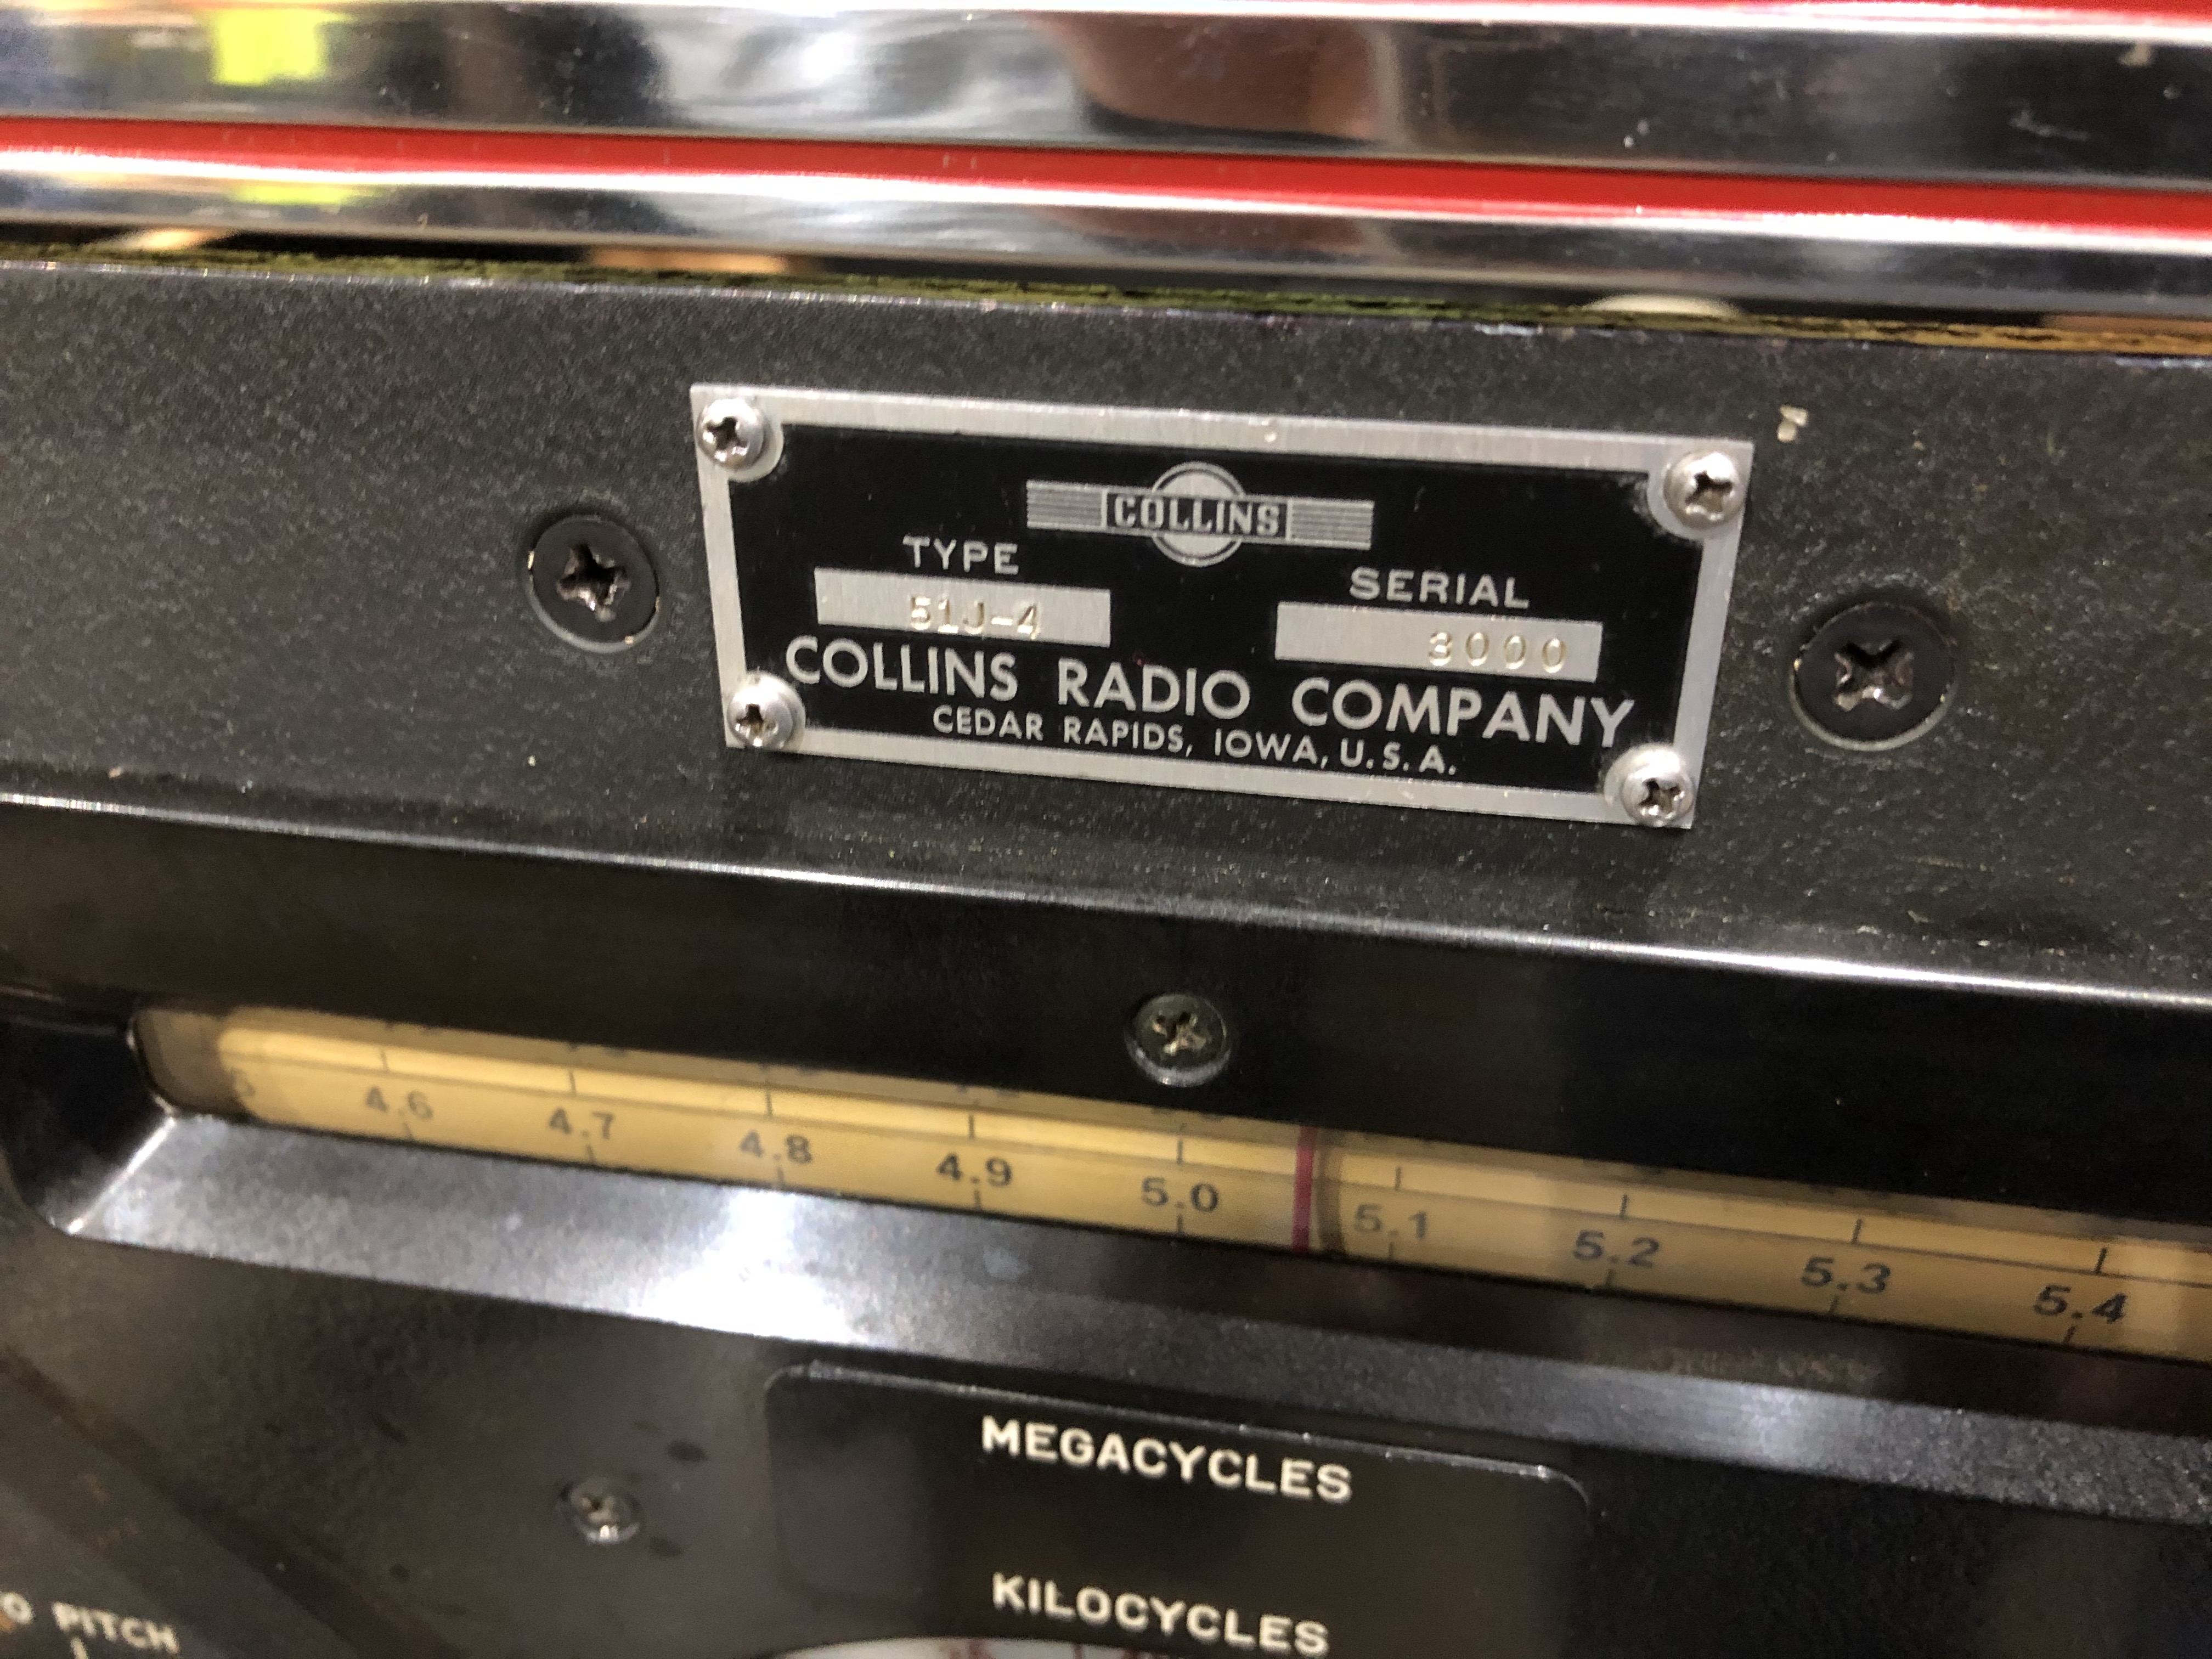 COLLINS
TYPE SERIAL
51J-4 3000
COLLINS RADIO COMPANY
CEDAR RAPIDS, IOWA, U.S.A.
4.6 4.7 4.8 4.9 5.0 5.1 5.2 5.3 5.4
MEGACYCLES
KILOCYCLES
PITCH